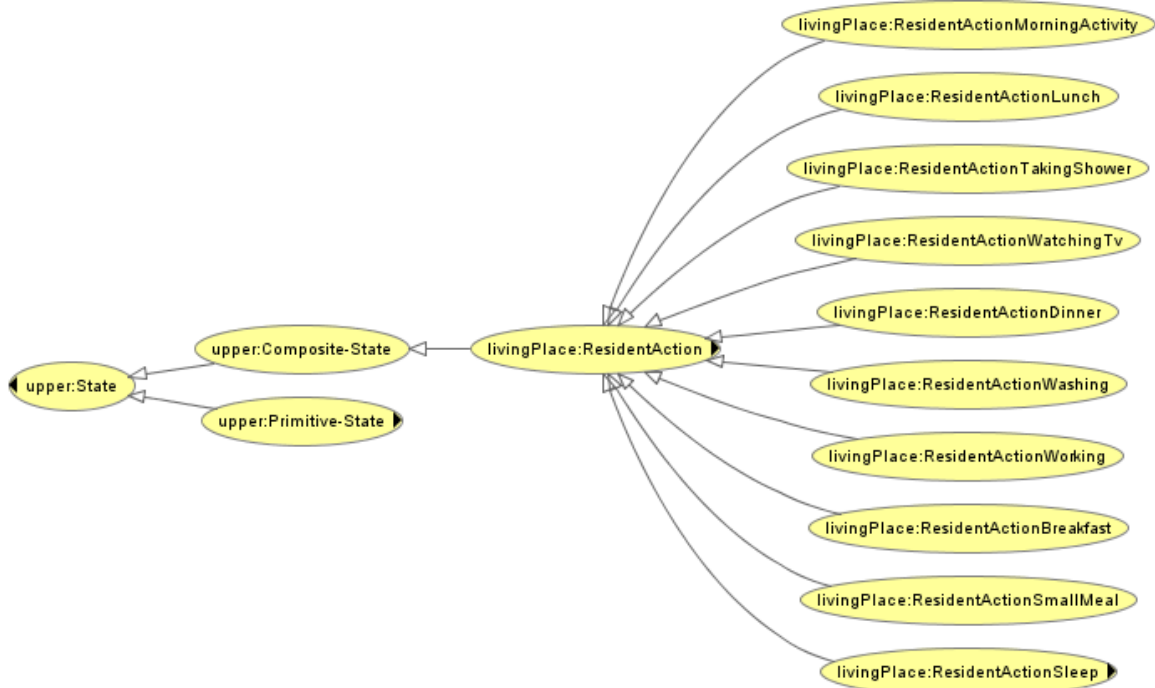 livingPlace:ResidentActionMorningActivity
livingPlace:ResidentActionLunch
livingPlace:ResidentActionTakingShower
livingPlace:ResidentActionWatchingTv
livingPlace:ResidentActionDinner
upper:Composite-State
livingPlace:ResidentAction
upper:State
livingPlace:ResidentActionWashing
upper:Primitive-State
livingPlace:ResidentActionWorking
livingPlace:ResidentActionBreakfast
livingPlace:ResidentActionSmallMeal
livingPlace:ResidentActionSleep